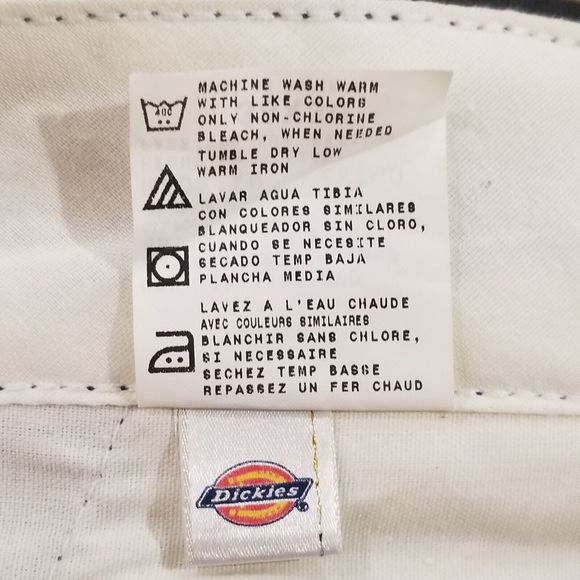 40C
MACHINE WASH WARM
WITH LIKE COLORS
ONLY NON-CHLORINE
BLEACH, WHEN NEEDED
TUMBLE DRY LOW
WARM IRON
LAVAR AGUA TIBIA
CON COLORES SIMILARES
BLANQUEADOR SIN CLORO,
CUANDO SE NECESITE
SECADO TEMP BAJA
PLANCHA MEDIA
LAVEZ A L'EAU CHAUDE
AVEC COULEURS SIMILAIRES
BLANCHIR SANS CHLORE,
SI NECESSAIRE
SECHEZ TEMP BASSE
REPASSEZ UN FER CHAUD
Dickies®